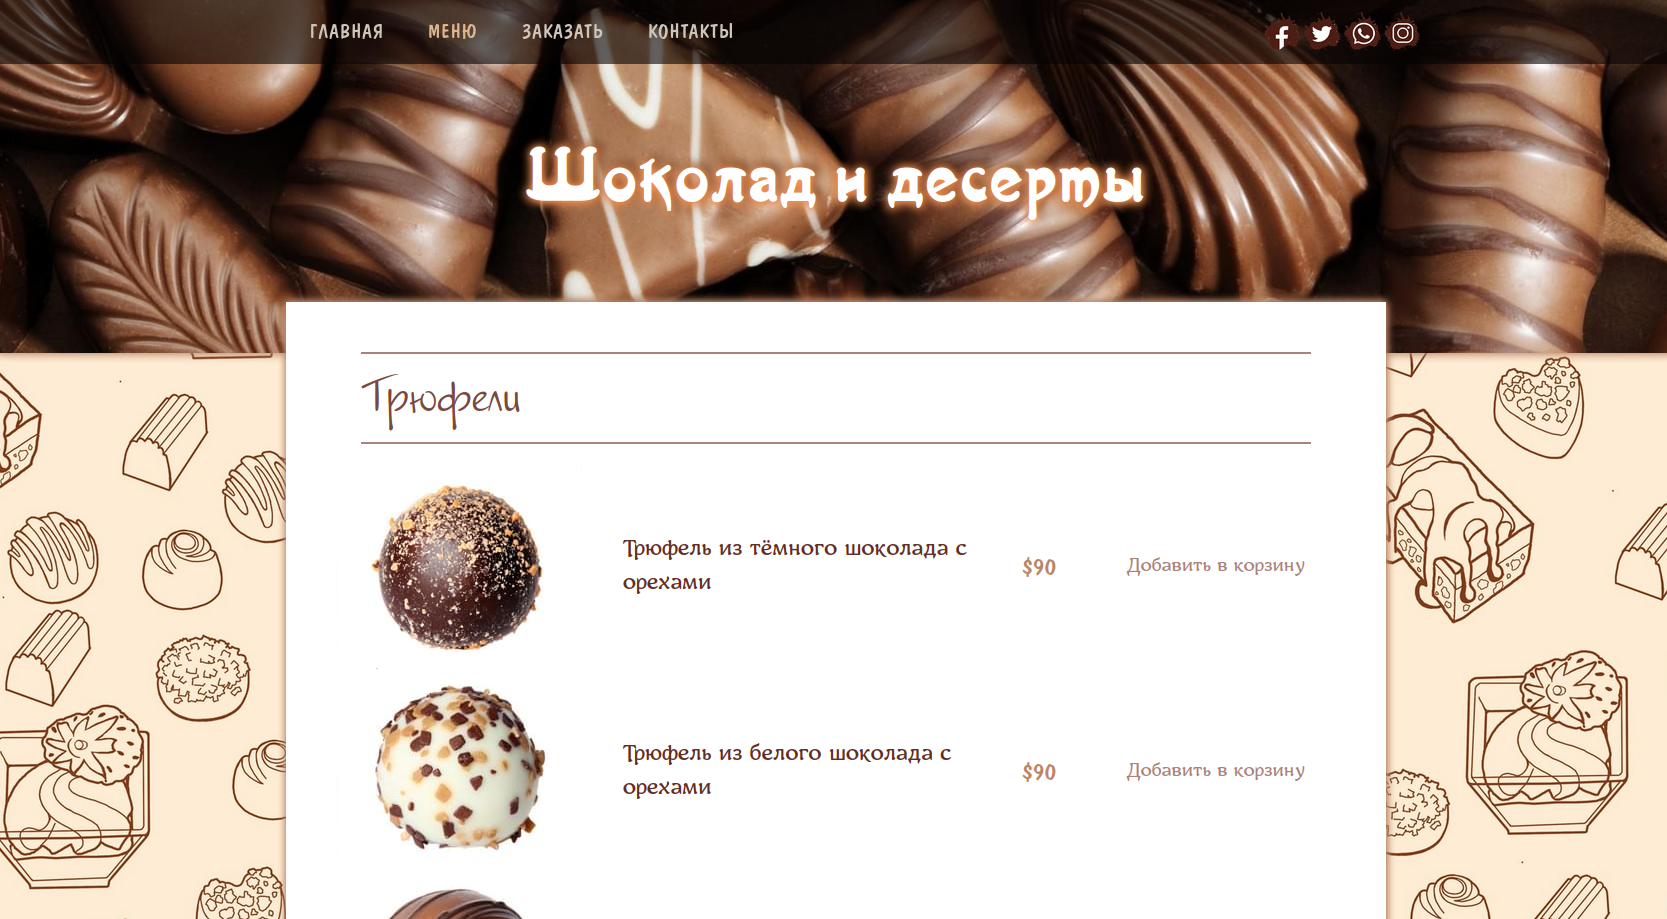 ГЛАВНАЯ МЕНЮ ЗАКАЗАТЬ КОНТАКТЫ
Шоколад и десерты
Трюфели
Трюфель из тёмного шоколада с
орехами
$90
Добавить в корзину
Трюфель из белого шоколада с
орехами
$90
Добавить в корзину